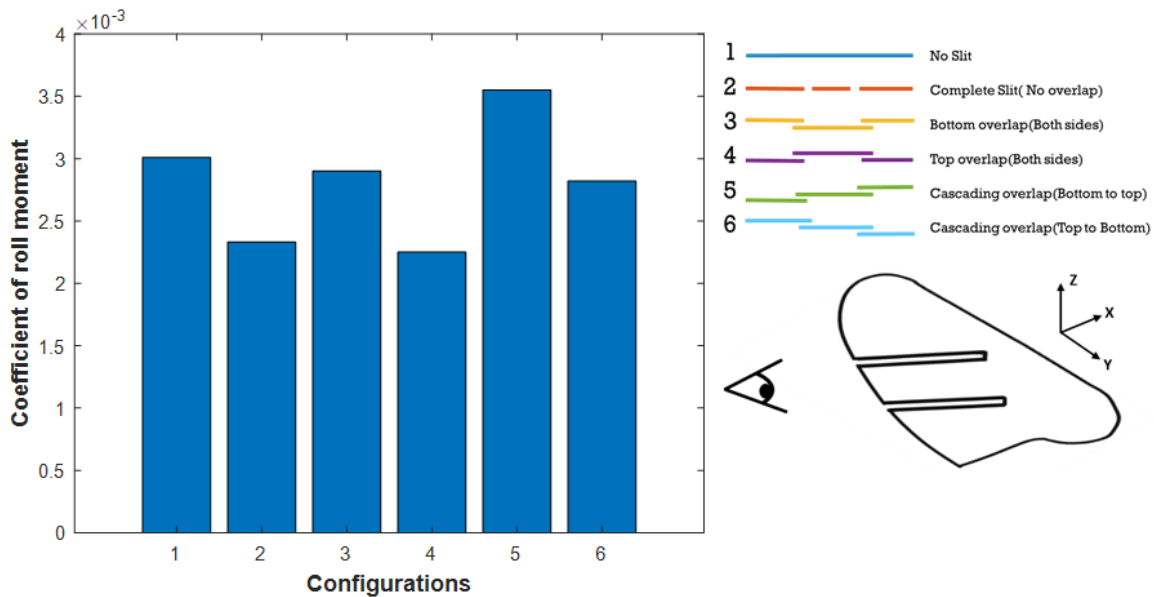 ×10-3
4
3.5
3
2.5
2
1.5
1
0.5
0
Coefficient of roll moment
1 2 3 4 5 6
Configurations
1 No Slit
2 Complete Slit( No overlap)
3 Bottom overlap(Both sides)
4 Top overlap(Both sides)
5 Cascading overlap(Bottom to top)
6 Cascading overlap(Top to Bottom)
Z
X
Y